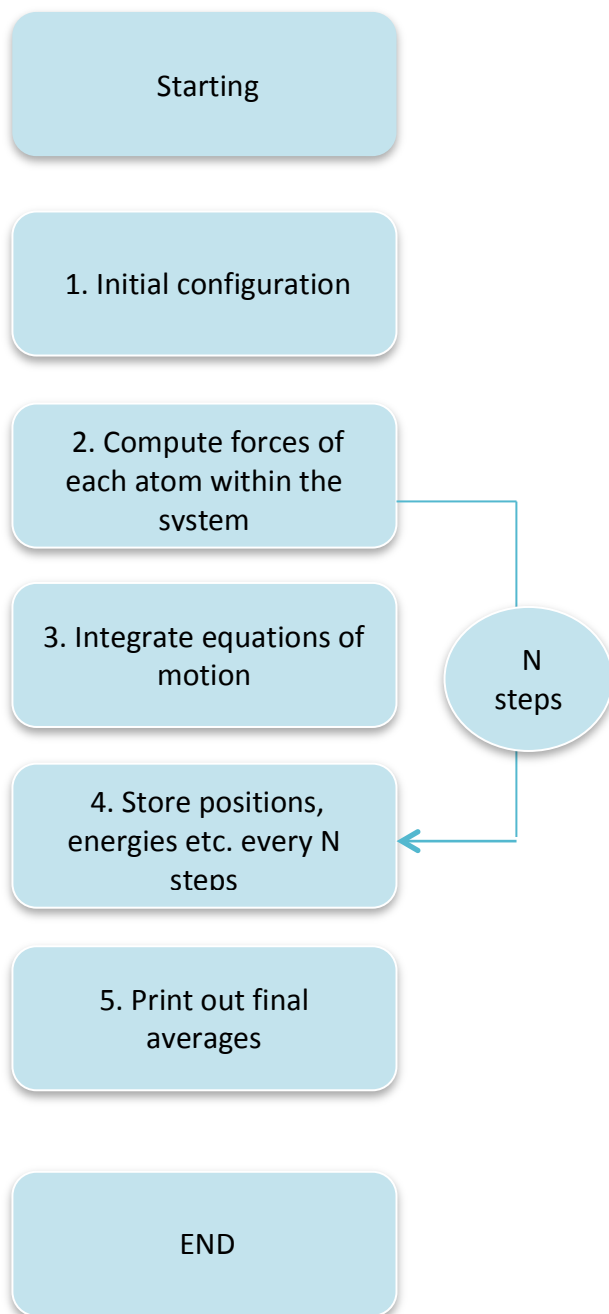 Starting
1. Initial configuration
2. Compute forces of
each atom within the
system
3. Integrate equations of
motion
N
steps
4. Store positions,
energies etc. every N
steps
5. Print out final
averages
END